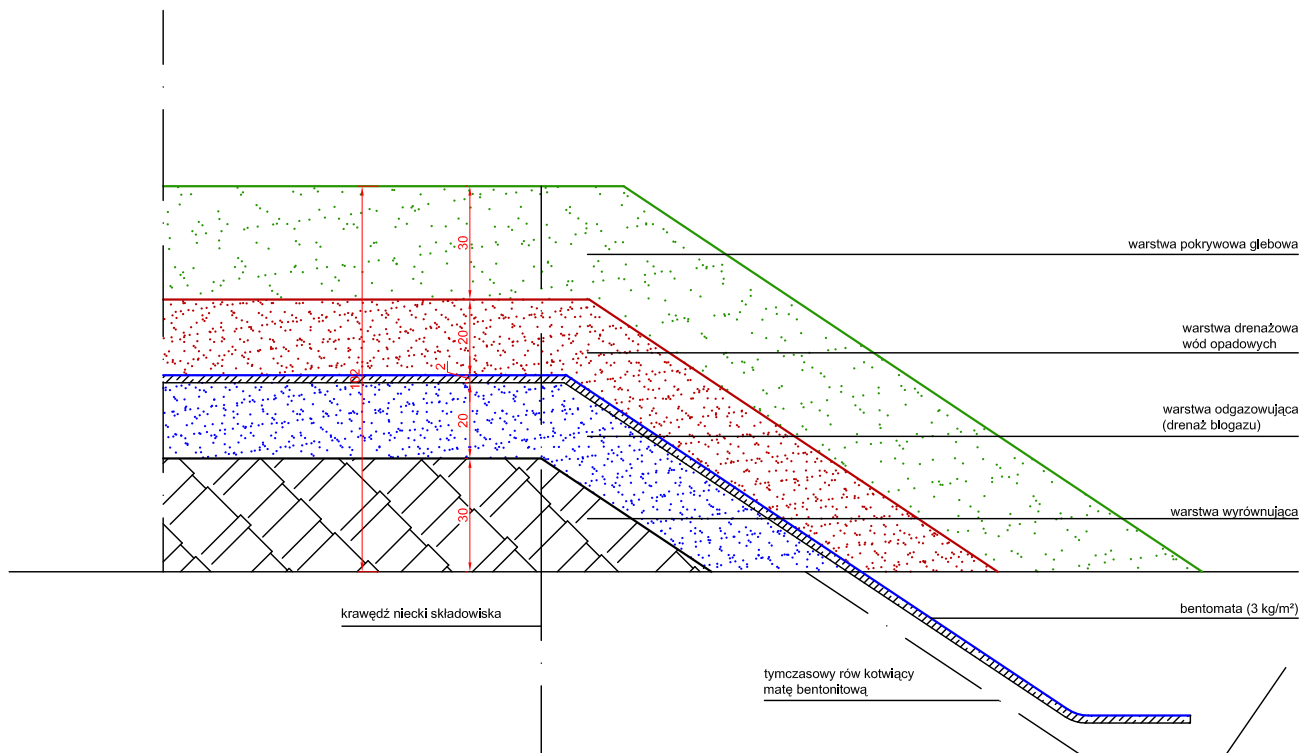 30
warstwa pokrywowa glebowa
20
warstwa drenażowa
wód opadowych
2
102
20
warstwa odgazowująca
(drenaż biogazu)
30
warstwa wyrównująca
krawędź niecki składowiska
bentomata (3 kg/m²)
tymczasowy rów kotwiący
matę bentonitową